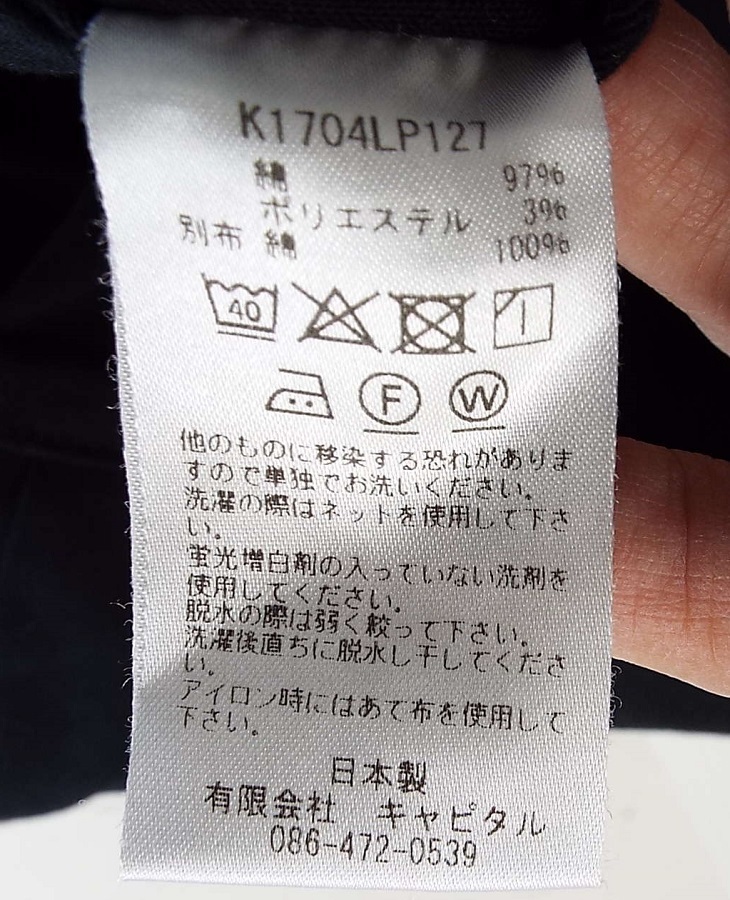 K1704LP127
綿 97%
ポリエステル 3%
別布 綿 100%
40
F W
他のものに移染する恐れがありま
すので単独でお洗いください。
洗濯の際はネットを使用して下さ
い。
蛍光増白剤の入っていない洗剤を
使用してください。
脱水の際は弱く絞って下さい。
洗濯後直ちに脱水し干してくださ
い。
アイロン時にはあて布を使用して
下さい。
日本製
有限会社 キャピタル
086-472-0539